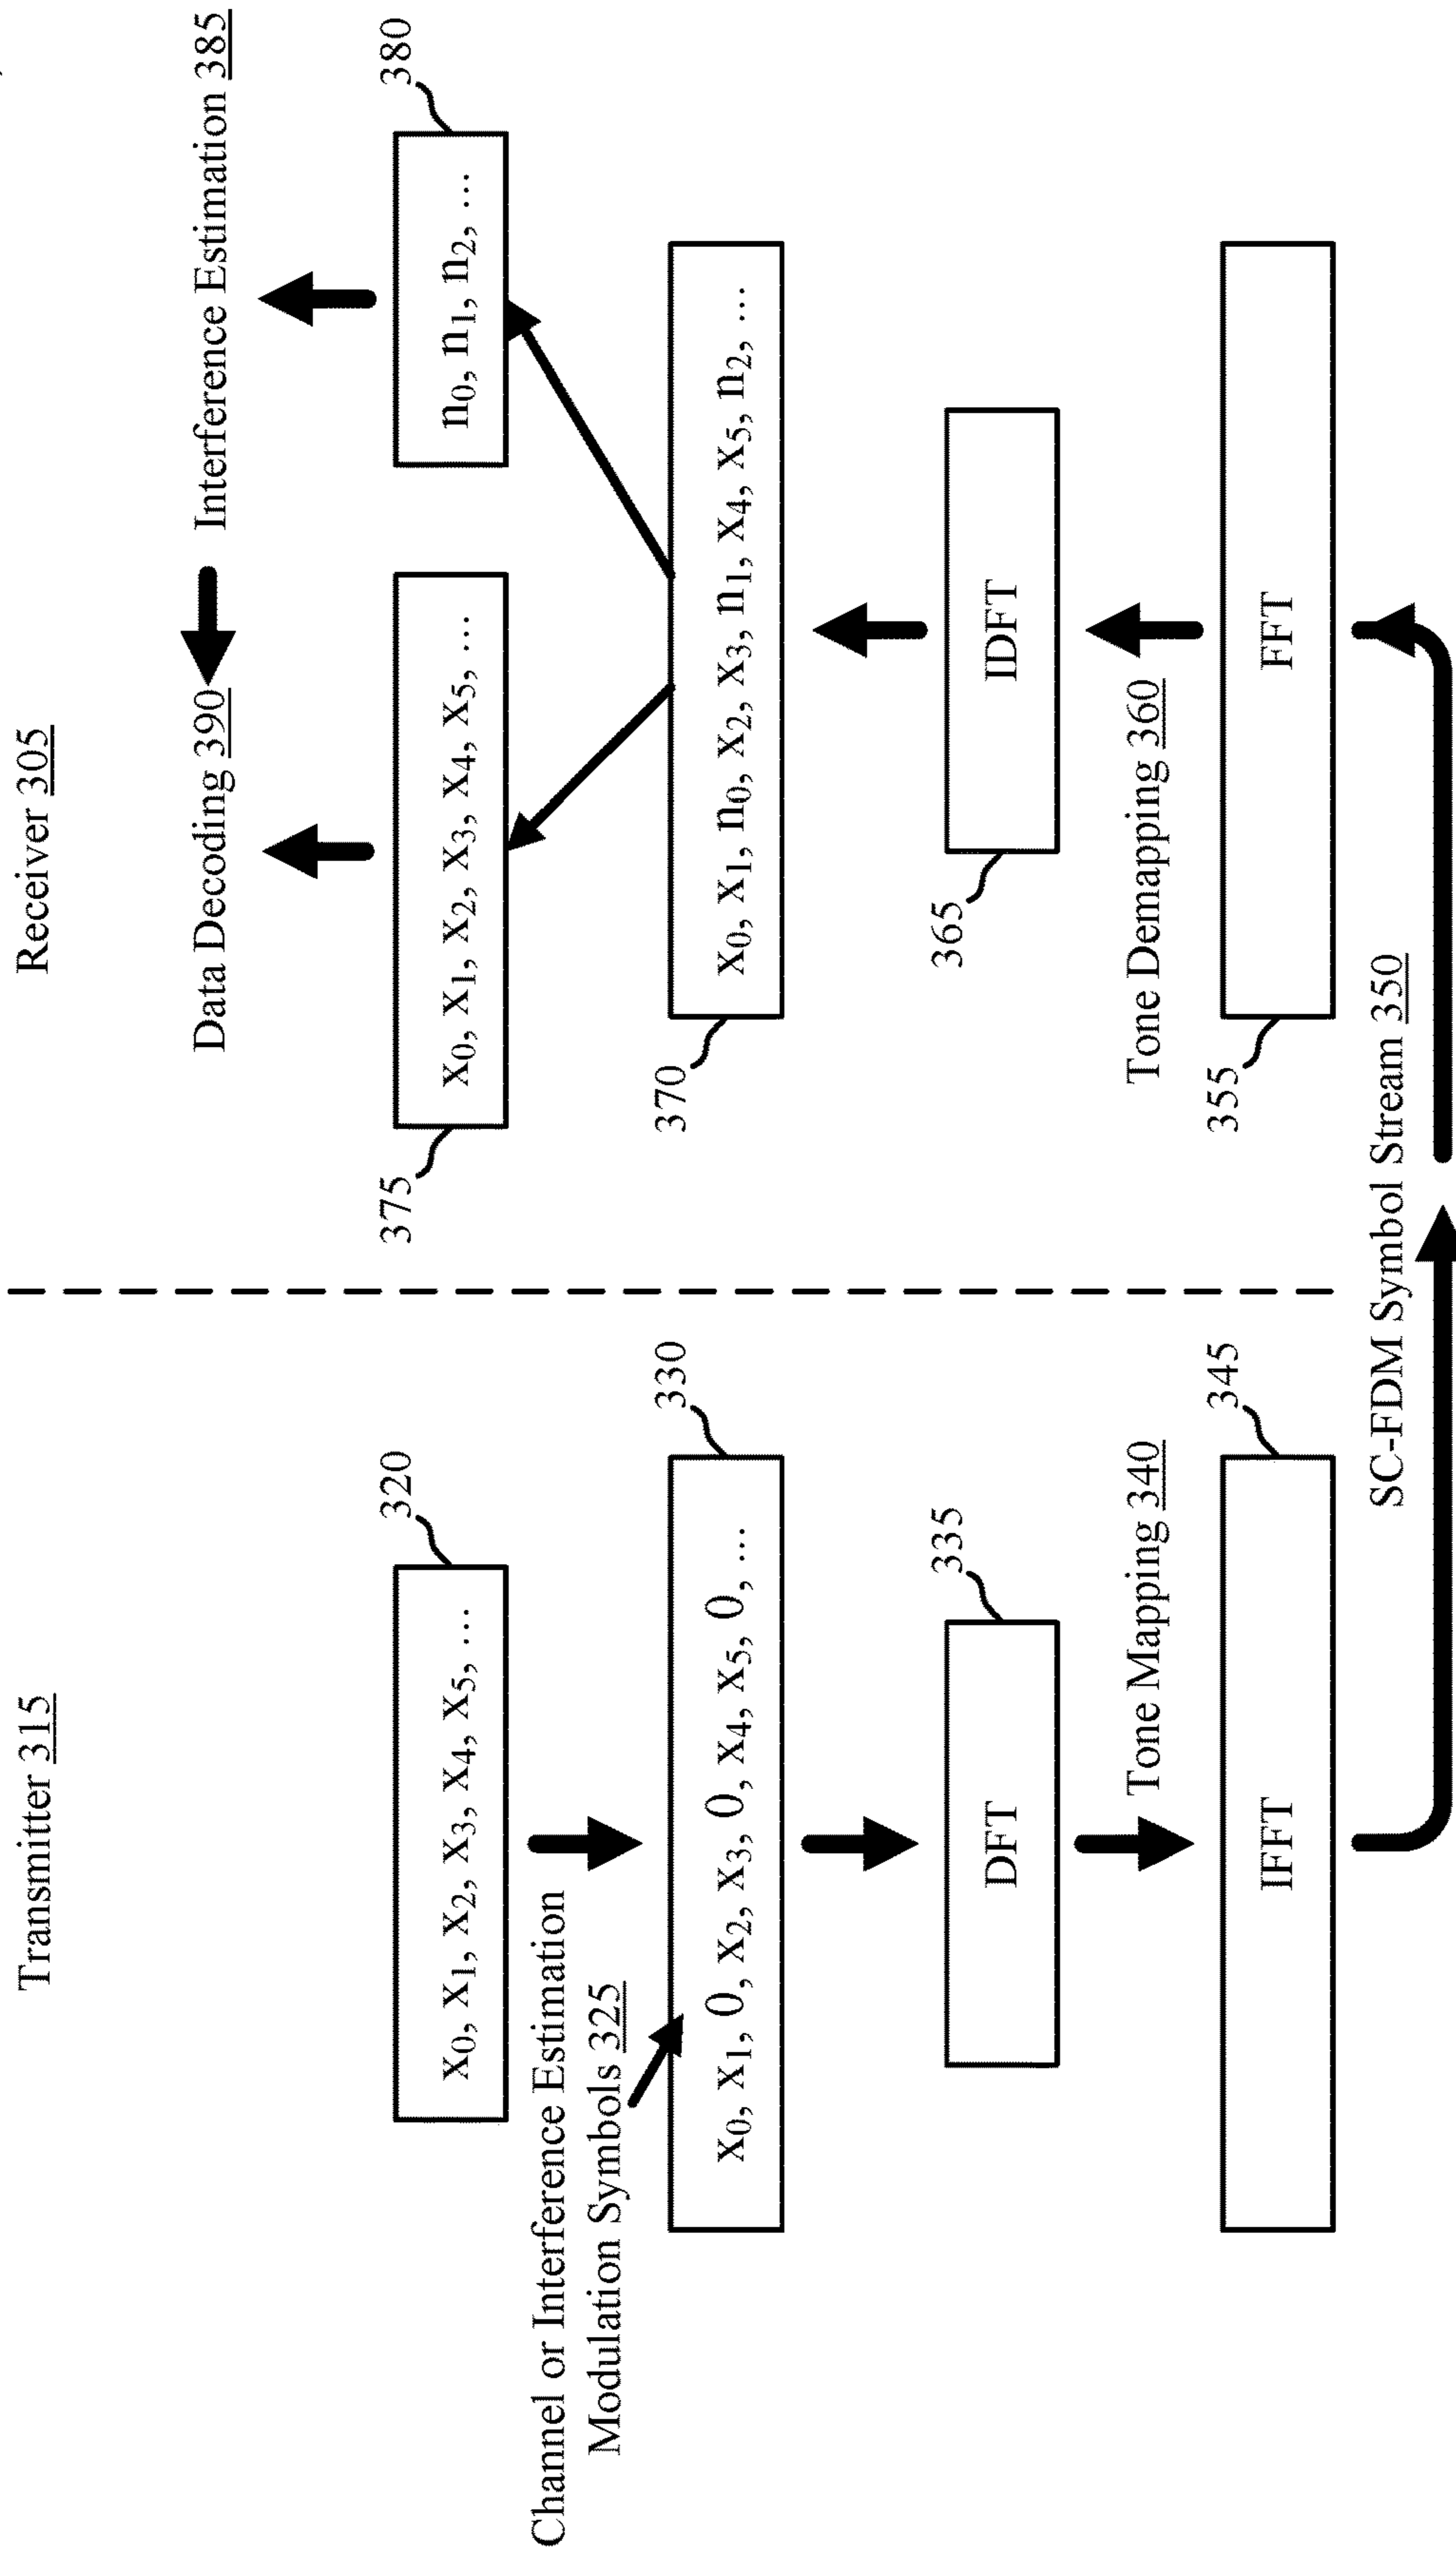 Transmitter 315
320
x0, x1, x2, x3, x4, x5, …
Channel or Interference Estimation
Modulation Symbols 325
330
x0, x1, 0, x2, x3, 0, x4, x5, 0, …
335
DFT
Tone Mapping 340
345
IFFT
SC-FDM Symbol Stream 350
Receiver 305
Data Decoding 390
Interference Estimation 385
375
x0, x1, x2, x3, x4, x5, …
380
n0, n1, n2, …
370
x0, x1, n0, x2, x3, n1, x4, x5, n2, …
365
IDFT
Tone Demapping 360
355
FFT